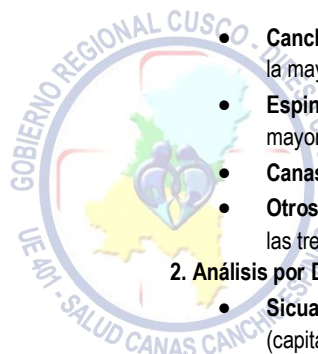 GOBIERNO REGIONAL CUSCO
UE 401 - SALUD CANAS CANCH
• Canch
la may
• Espin
mayor
• Canas
• Otros
las tre
2. Análisis por D
• Sicua
(capita